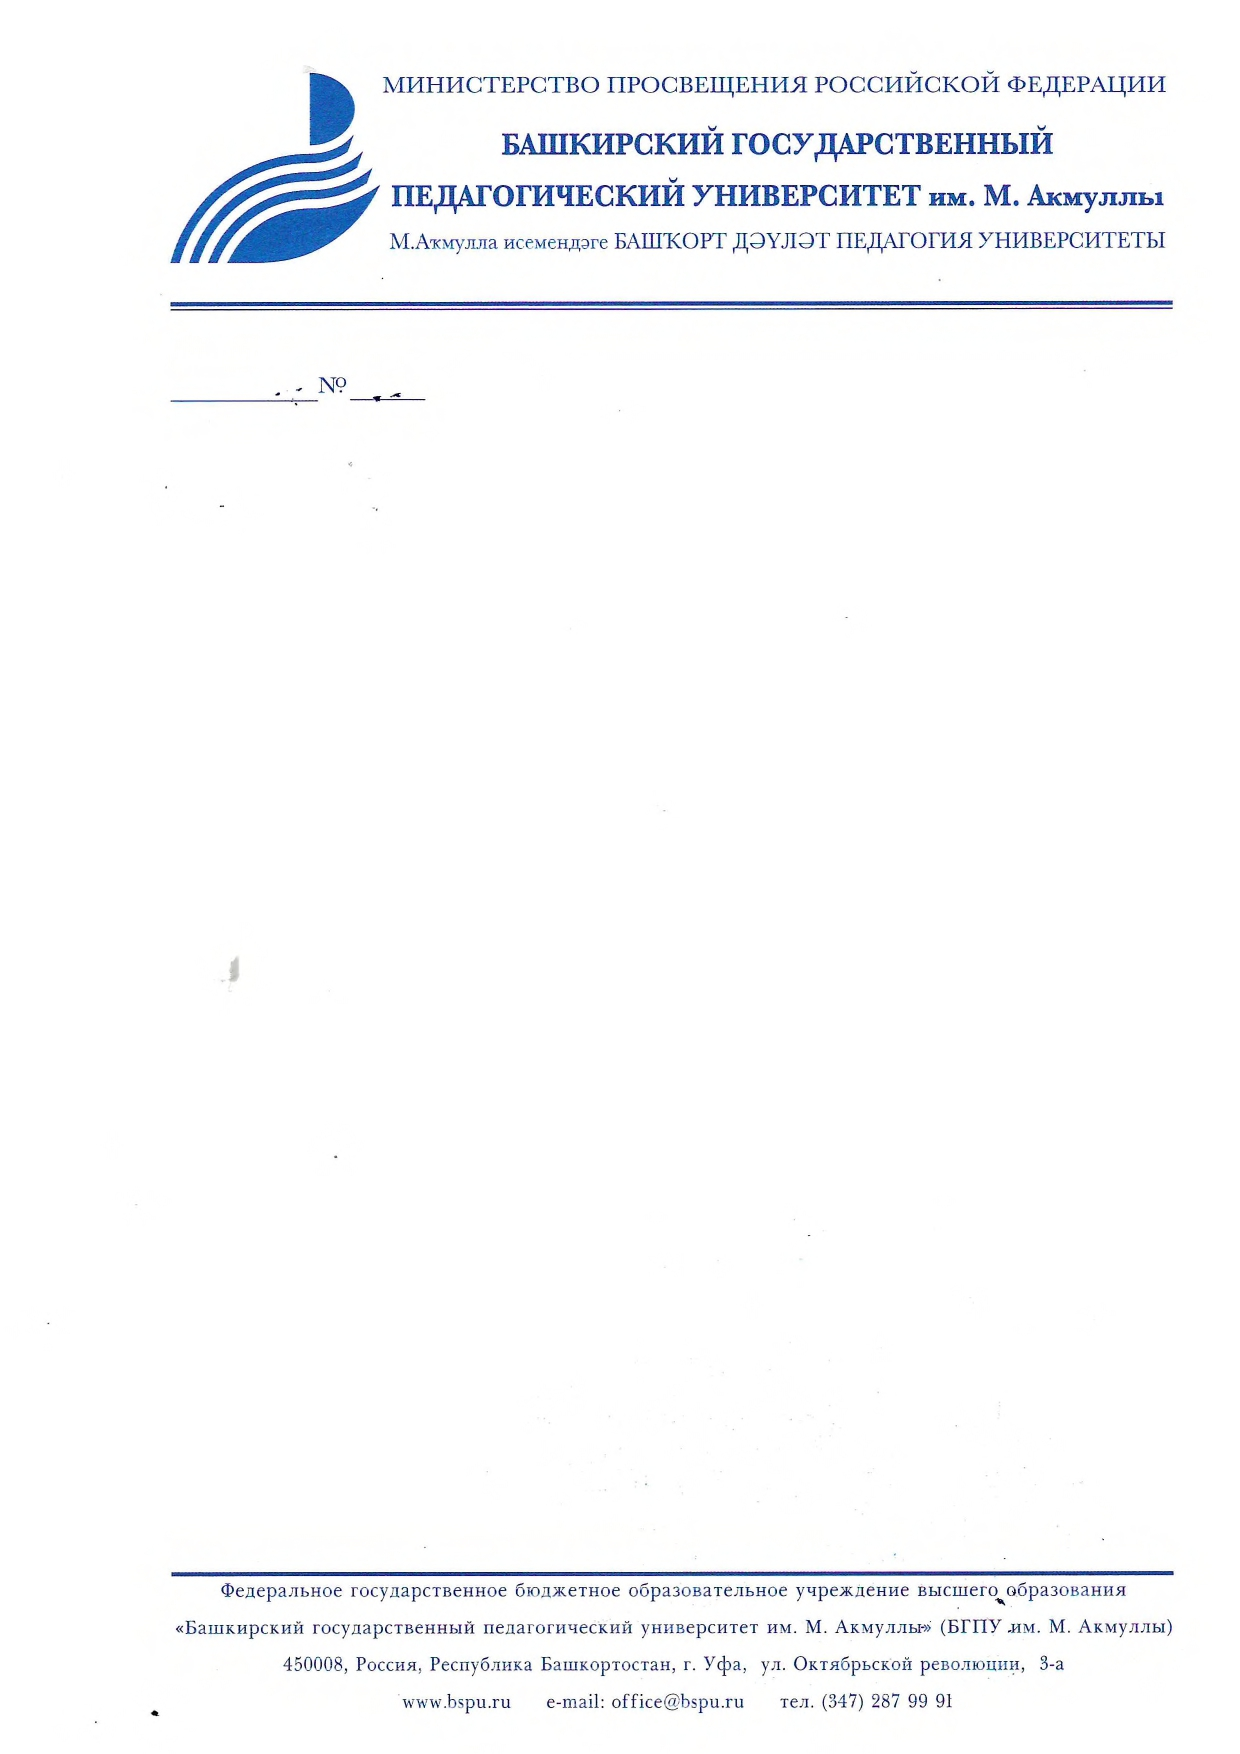 МИНИСТЕРСТВО ПРОСВЕЩЕНИЯ РОССИЙСКОЙ ФЕДЕРАЦИИ
БАШКИРСКИЙ ГОСУДАРСТВЕННЫЙ
ПЕДАГОГИЧЕСКИЙ УНИВЕРСИТЕТ им. М. Акмуллы
М.Аҡмулла исемендәге БАШҠОРТ ДӘҮЛӘТ ПЕДАГОГИЯ УНИВЕРСИТЕТЫ
№
Федеральное государственное бюджетное образовательное учреждение высшего образования
«Башкирский государственный педагогический университет им. М. Акмуллы» (БГПУ им. М. Акмуллы)
450008, Россия, Республика Башкортостан, г. Уфа, ул. Октябрьской революции, 3-а
www.bspu.ru e-mail: office@bspu.ru тел. (347) 287 99 91